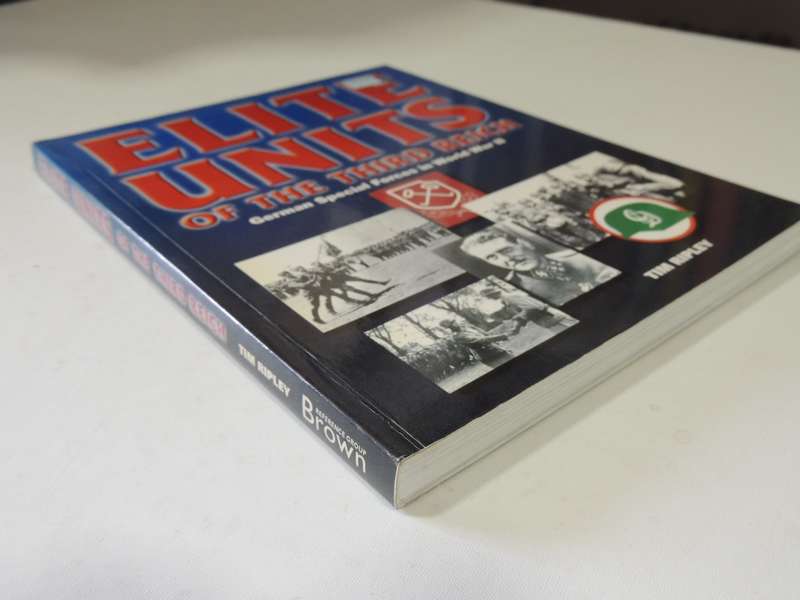 ELITE
UNITS
OF THE THIRD REICH
German Special Forces in World War II
TIM RIPLEY
ELITE UNITS OF THE THIRD REICH
TIM RIPLEY
REFERENCE GROUP
Brown